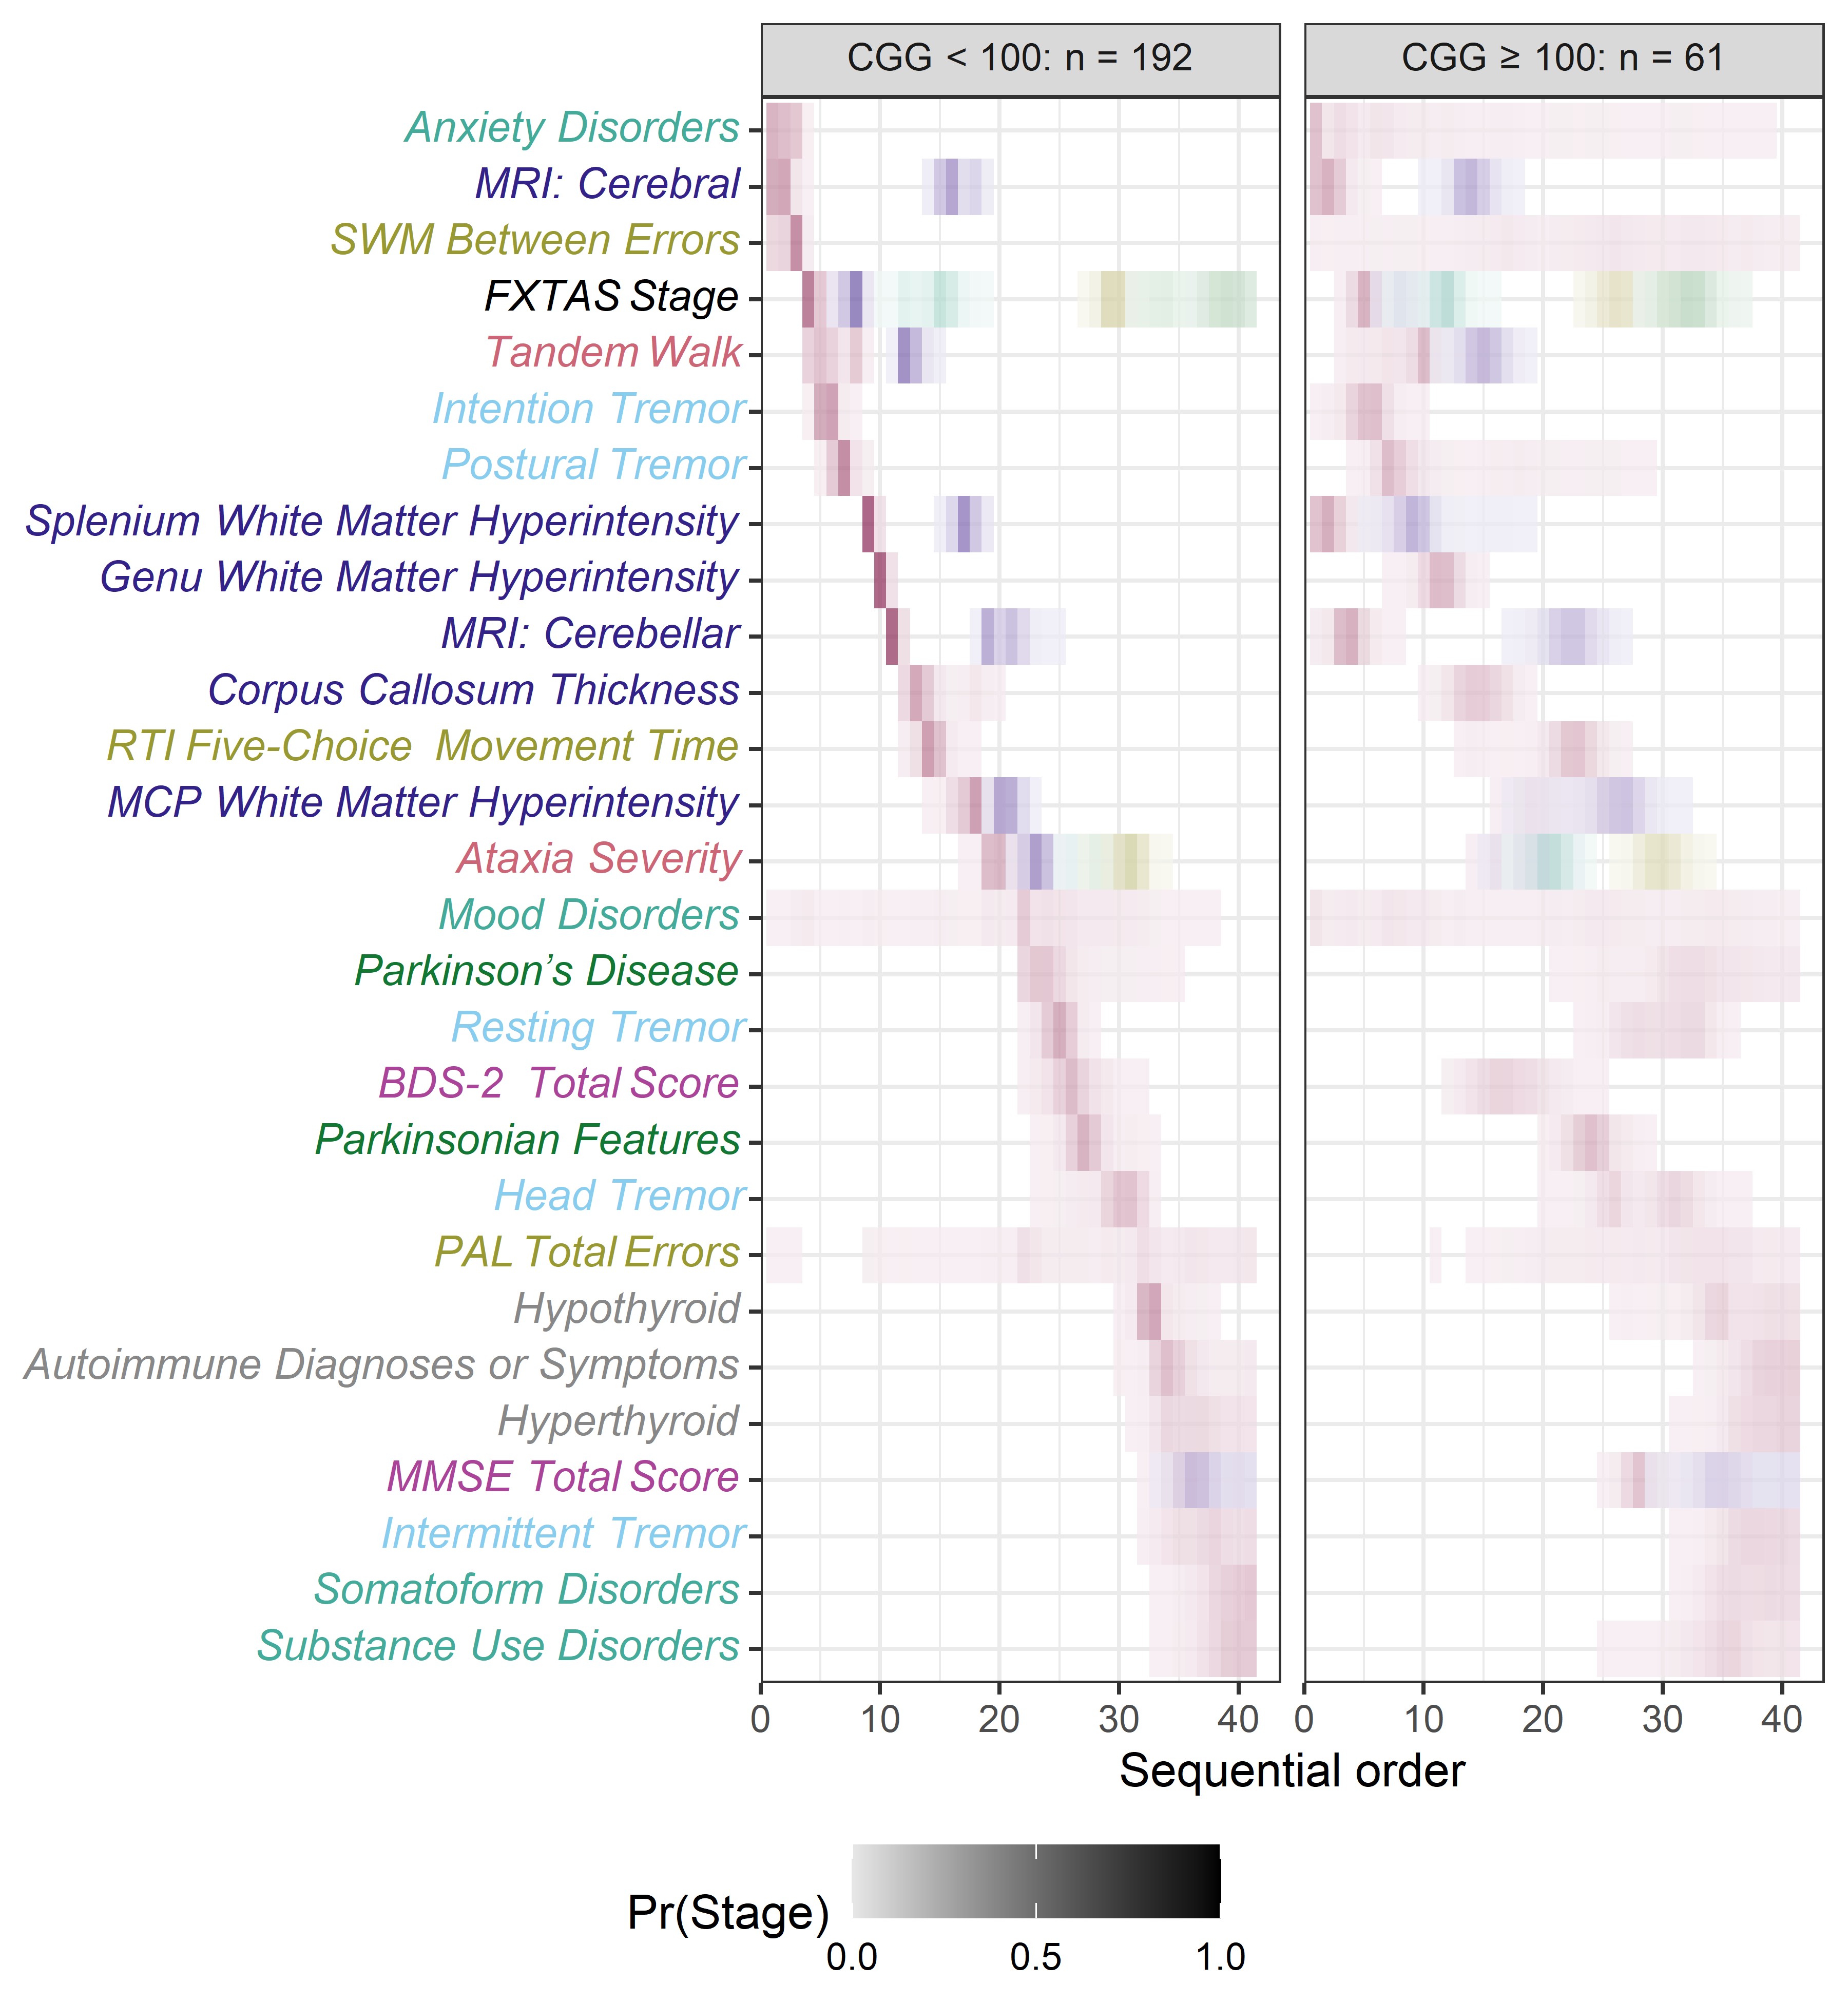 CGG < 100: n = 192
CGG ≥ 100: n = 61
Anxiety Disorders
MRI: Cerebral
SWM Between Errors
FXTAS Stage
Tandem Walk
Intention Tremor
Postural Tremor
Splenium White Matter Hyperintensity
Genu White Matter Hyperintensity
MRI: Cerebellar
Corpus Callosum Thickness
RTI Five-Choice Movement Time
MCP White Matter Hyperintensity
Ataxia Severity
Mood Disorders
Parkinson’s Disease
Resting Tremor
BDS-2 Total Score
Parkinsonian Features
Head Tremor
PAL Total Errors
Hypothyroid
Autoimmune Diagnoses or Symptoms
Hyperthyroid
MMSE Total Score
Intermittent Tremor
Somatoform Disorders
Substance Use Disorders
0 10 20 30 40
0 10 20 30 40
Sequential order
Pr(Stage)
0.0 0.5 1.0